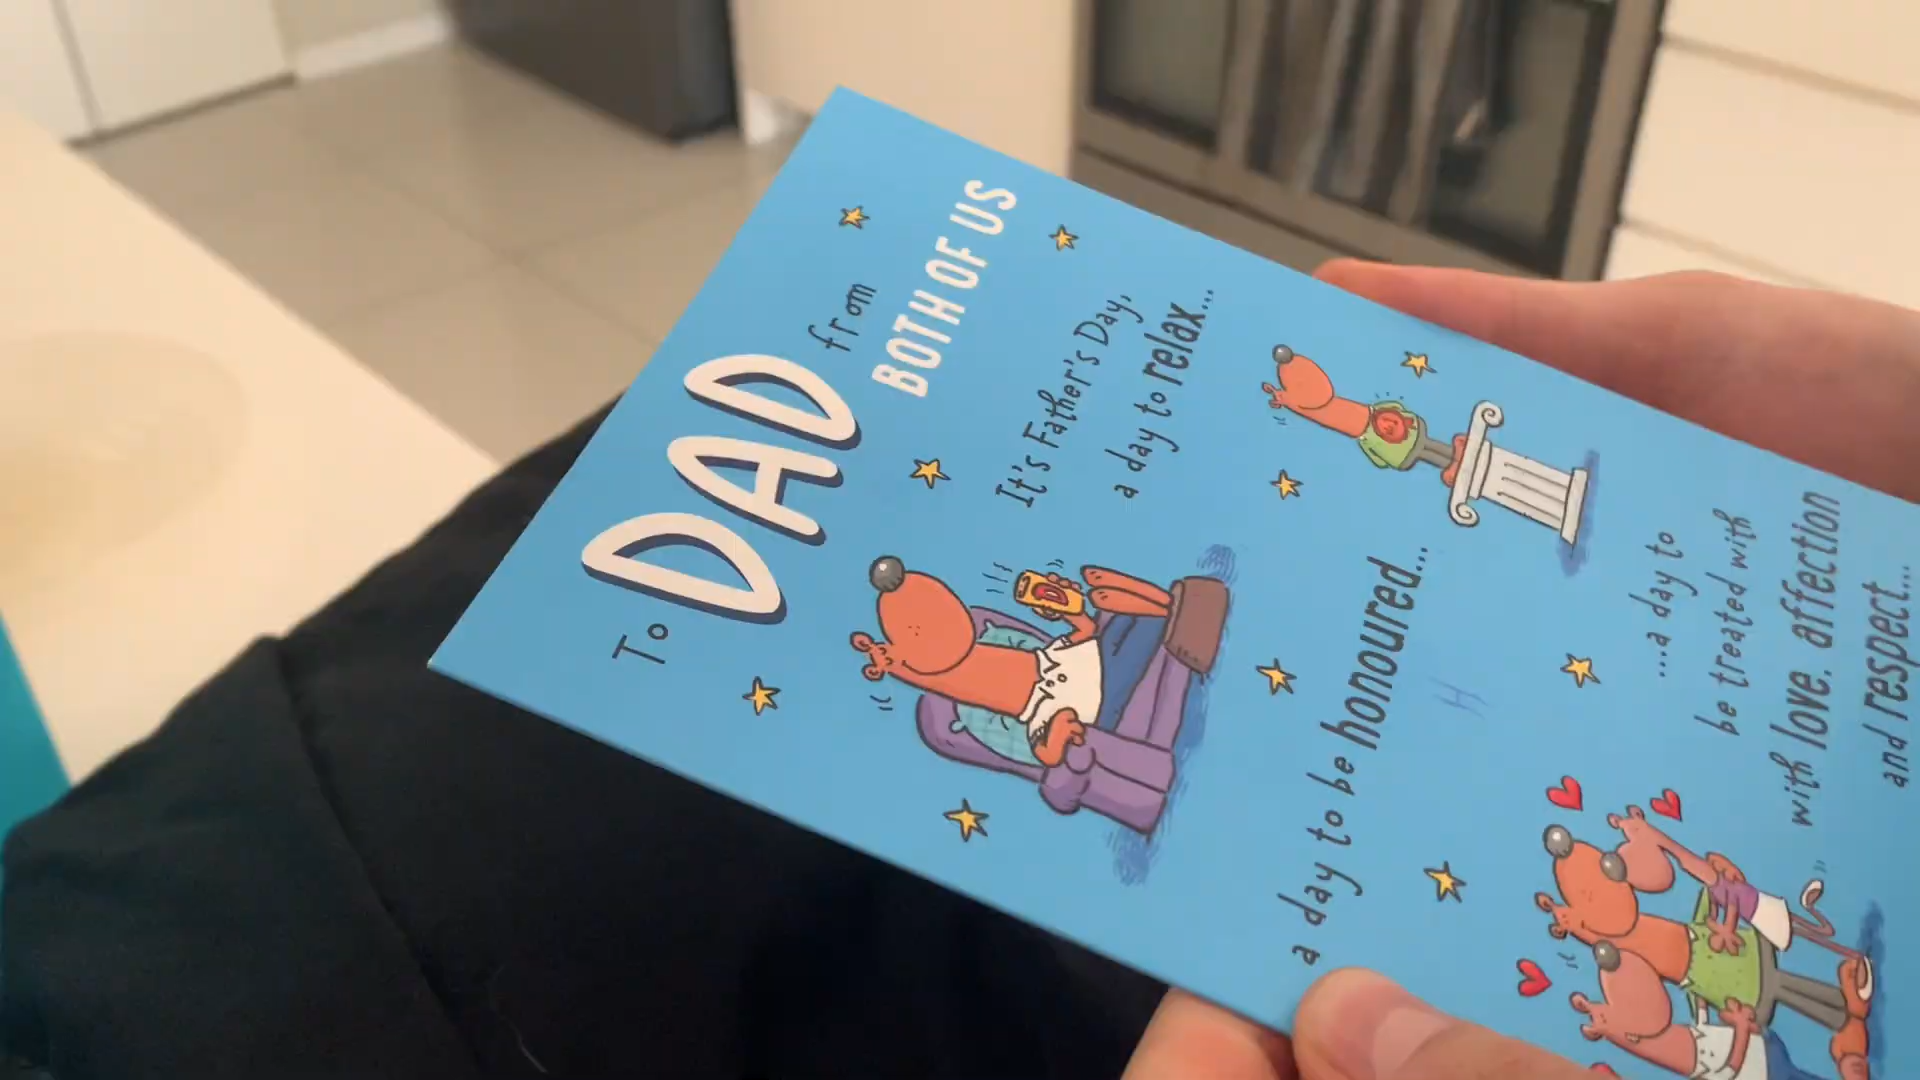 To DAD from
BOTH OF US
It's Father's Day,
a day to relax...
a day to be honoured...
...a day to
be treated with
with love, affection
and respect...